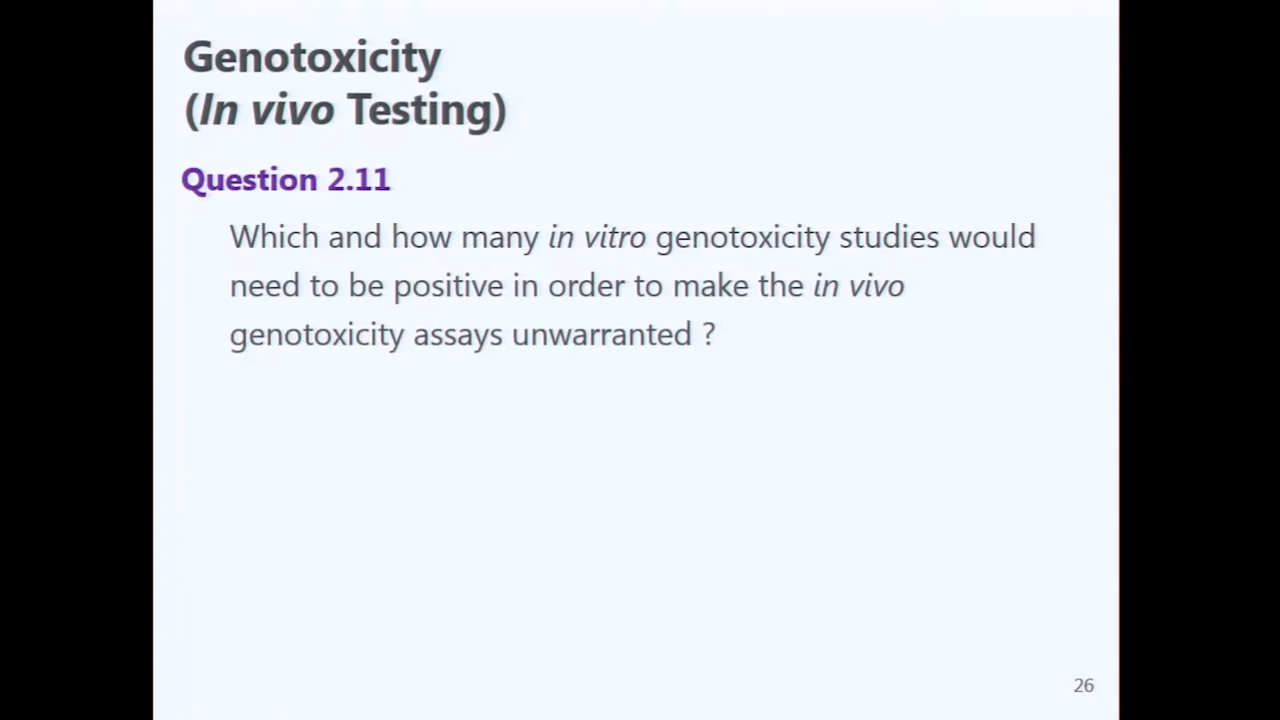 Genotoxicity
(In vivo Testing)
Question 2.11
Which and how many in vitro genotoxicity studies would
need to be positive in order to make the in vivo
genotoxicity assays unwarranted ?
26